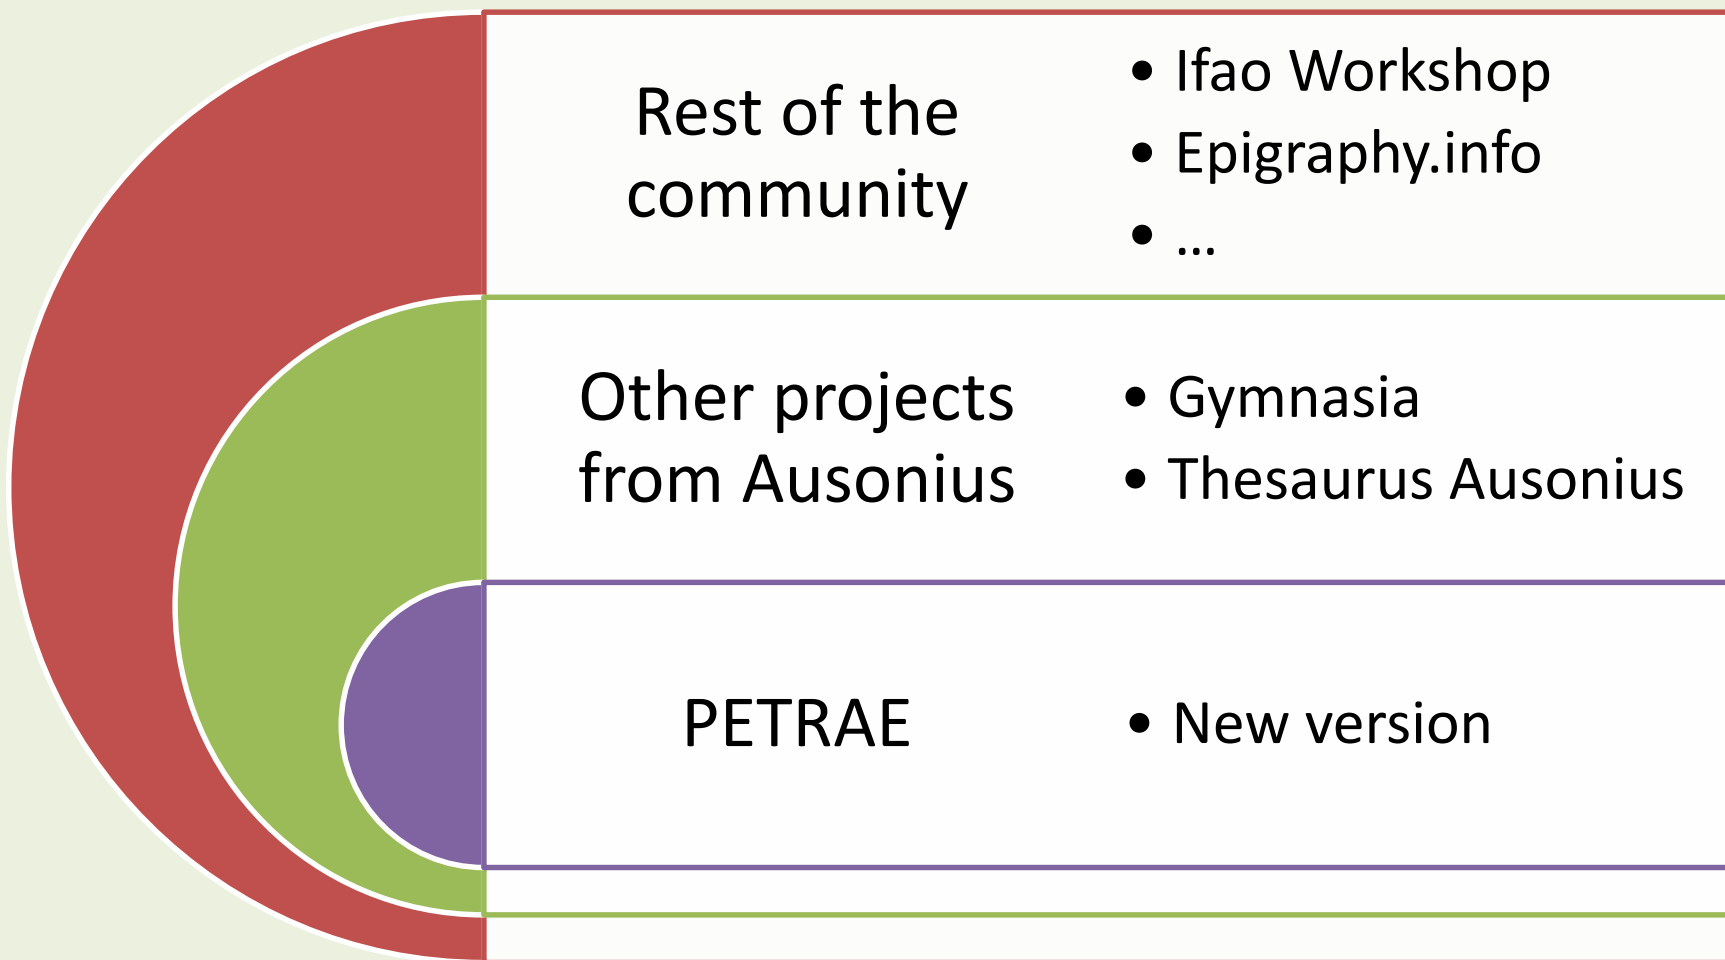 Rest of the
community
• Ifao Workshop
• Epigraphy.info
• ...
Other projects
from Ausonius
• Gymnasia
• Thesaurus Ausonius
PETRAE
• New version